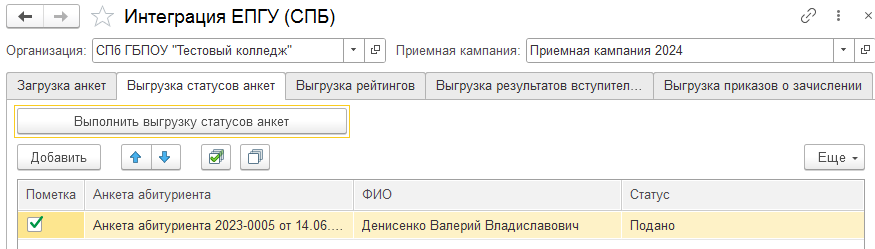 Интеграция ЕПГУ (СПБ)
Организация: СПб ГБПОУ "Тестовый колледж" Приемная кампания: Приемная кампания 2024
Загрузка анкет Выгрузка статусов анкет Выгрузка рейтингов Выгрузка результатов вступител... Выгрузка приказов о зачислении
Выполнить выгрузку статусов анкет
Добавить Еще
Пометка Анкета абитуриента ФИО Статус
Анкета абитуриента 2023-0005 от 14.06.... Денисенко Валерий Владиславович Подано